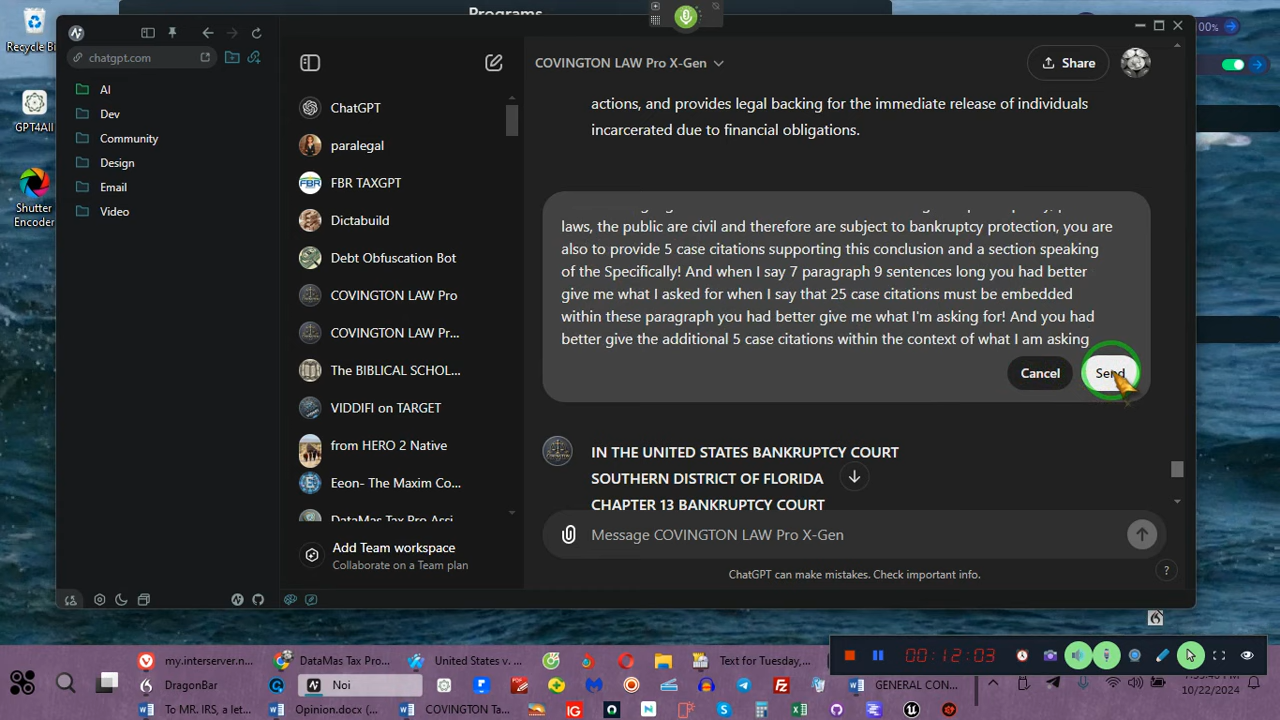 Programs
Recycle Bi
GPT4All
Shutter
Encoder
100%
chatgpt.com
AI
Dev
Community
Design
Email
Video
ChatGPT
paralegal
FBR
FBR TAXGPT
Dictabuild
Debt Obfuscation Bot
COVINGTON LAW Pro
COVINGTON LAW Pr...
The BIBLICAL SCHOL...
VIDDIFI on TARGET
from HERO 2 Native
Eeon- The Maxim Co...
DataMas Tax Pro Assi
Add Team workspace
Collaborate on a Team plan
COVINGTON LAW Pro X-Gen
Share
actions, and provides legal backing for the immediate release of individuals
incarcerated due to financial obligations.
laws, the public are civil and therefore are subject to bankruptcy protection, you are
also to provide 5 case citations supporting this conclusion and a section speaking
of the Specifically! And when I say 7 paragraph 9 sentences long you had better
give me what I asked for when I say that 25 case citations must be embedded
within these paragraph you had better give me what I'm asking for! And you had
better give the additional 5 case citations within the context of what I am asking
Cancel
Send
IN THE UNITED STATES BANKRUPTCY COURT
SOUTHERN DISTRICT OF FLORIDA
CHAPTER 13 BANKRUPTCY COURT
Message COVINGTON LAW Pro X-Gen
ChatGPT can make mistakes. Check important info.
?
00:12:03
my.interserver.n...
DataMas Tax Pro...
United States v. ...
Text for Tuesday,...
DragonBar
Noi
GENERAL CON...
10/22/2024
To MR. IRS, a let...
Opinion.docx (...
COVINGTON Ta...
IG